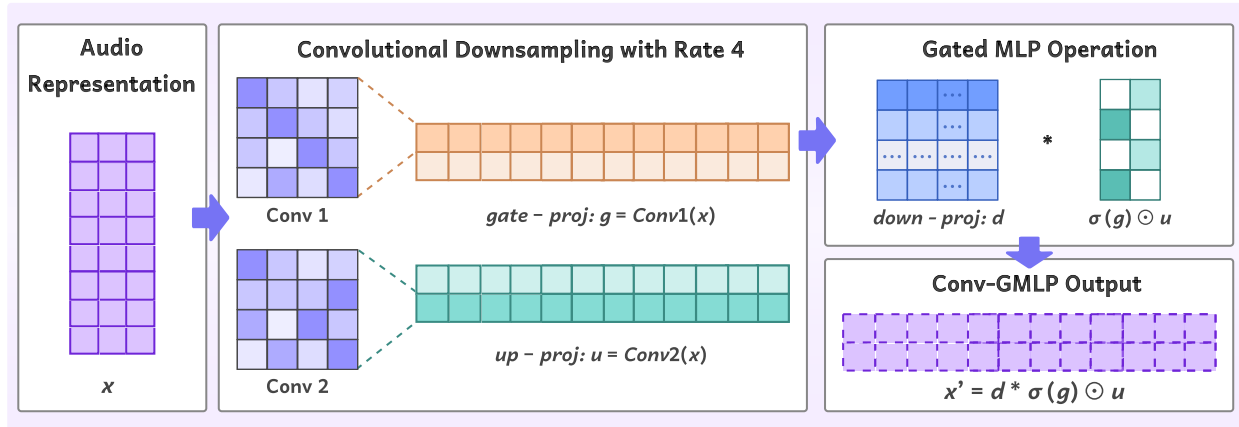 Audio
Representation
x
Convolutional Downsampling with Rate 4
Conv 1
gate – proj: g = Conv1(x)
Conv 2
up – proj: u = Conv2(x)
Gated MLP Operation
...
...
... ... ... ...
...
*
down – proj: d
σ (g) ⊙ u
Conv-GMLP Output
x’ = d * σ (g) ⊙ u